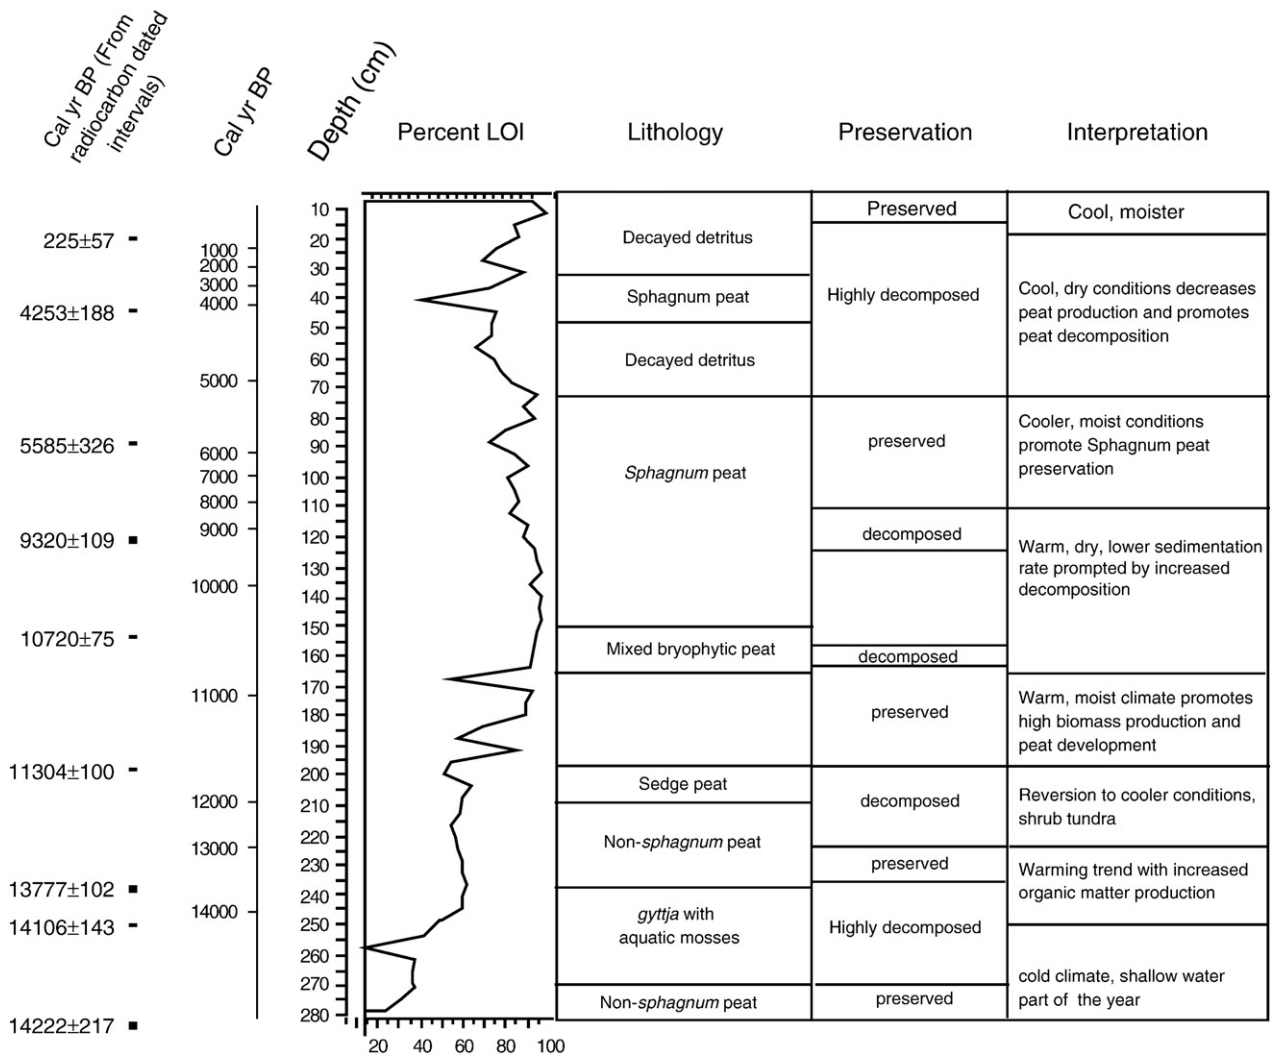 Cal yr BP (From
radiocarbon dated
intervals)
Cal yr BP
Depth (cm)
Percent LOI
Lithology
Preservation
Interpretation
225±57
4253±188
5585±326
9320±109
10720±75
11304±100
13777±102
14106±143
14222±217
1000
2000
3000
4000
5000
6000
7000
8000
9000
10000
11000
12000
13000
14000
10
20
30
40
50
60
70
80
90
100
110
120
130
140
150
160
170
180
190
200
210
220
230
240
250
260
270
280
20 40 60 80 100
Decayed detritus
Sphagnum peat
Decayed detritus
Sphagnum peat
Mixed bryophytic peat
Sedge peat
Non-sphagnum peat
gyttja with
aquatic mosses
Non-sphagnum peat
Preserved
Highly decomposed
preserved
decomposed
decomposed
preserved
decomposed
preserved
Highly decomposed
preserved
Cool, moister
Cool, dry conditions decreases
peat production and promotes
peat decomposition
Cooler, moist conditions
promote Sphagnum peat
preservation
Warm, dry, lower sedimentation
rate prompted by increased
decomposition
Warm, moist climate promotes
high biomass production and
peat development
Reversion to cooler conditions,
shrub tundra
Warming trend with increased
organic matter production
cold climate, shallow water
part of the year